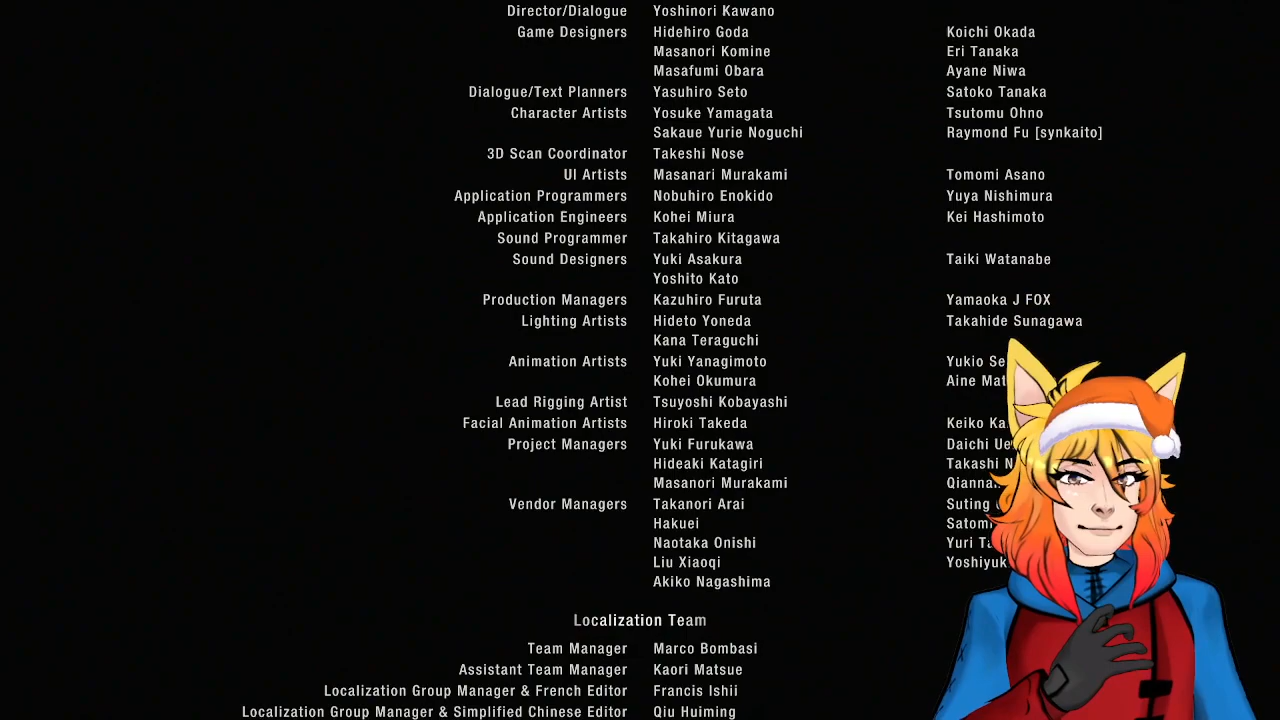 Director/Dialogue Yoshinori Kawano
Game Designers Hidehiro Goda Koichi Okada
Masanori Komine Eri Tanaka
Masafumi Obara Ayane Niwa
Dialogue/Text Planners Yasuhiro Seto Satoko Tanaka
Character Artists Yosuke Yamagata Tsutomu Ohno
Sakaue Yurie Noguchi Raymond Fu [synkaito]
3D Scan Coordinator Takeshi Nose
UI Artists Masanari Murakami Tomomi Asano
Application Programmers Nobuhiro Enokido Yuya Nishimura
Application Engineers Kohei Miura Kei Hashimoto
Sound Programmer Takahiro Kitagawa
Sound Designers Yuki Asakura Taiki Watanabe
Yoshito Kato
Production Managers Kazuhiro Furuta Yamaoka J FOX
Lighting Artists Hideto Yoneda Takahide Sunagawa
Kana Teraguchi
Animation Artists Yuki Yanagimoto Yukio
Kohei Okumura Aine
Lead Rigging Artist Tsuyoshi Kobayashi
Facial Animation Artists Hiroki Takeda Keiko
Project Managers Yuki Furukawa Daichi
Hideaki Katagiri Takashi
Masanori Murakami
Vendor Managers Takanori Arai Suting
Hakuei
Naotaka Onishi Yuri
Liu Xiaoqi
Akiko Nagashima
Localization Team
Team Manager Marco Bombasi
Assistant Team Manager Kaori Matsue
Localization Group Manager & French Editor Francis Ishii
Localization Group Manager & Simplified Chinese Editor Qiu Huiming